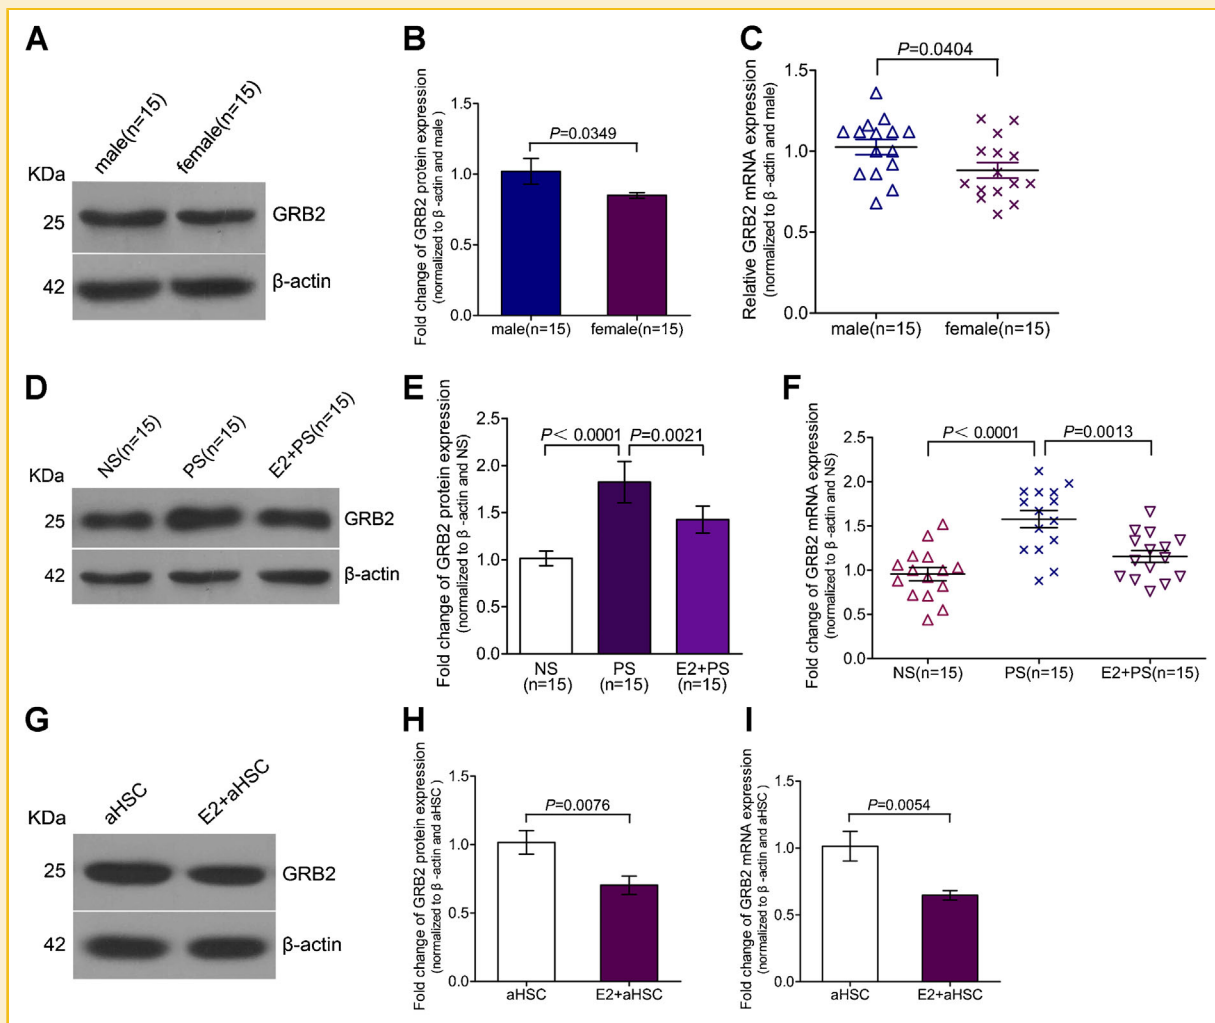 A
male(n=15)
female(n=15)
KDa
25
GRB2
42
β-actin
B
Fold change of GRB2 protein expression
(normalized to β -actin and male )
1.5
1.0
0.5
0.0
P=0.0349
male(n=15)
female(n=15)
C
Relative GRB2 mRNA expression
(normalized to β -actin and male)
1.5
1.0
0.5
0.0
P=0.0404
male(n=15)
female(n=15)
D
NS(n=15)
PS(n=15)
E2+PS(n=15)
KDa
25
GRB2
42
β-actin
E
Fold change of GRB2 protein expression
(normalized to β -actin and NS)
2.5
2.0
1.5
1.0
0.5
0.0
P< 0.0001
P=0.0021
NS
(n=15)
PS
(n=15)
E2+PS
(n=15)
F
Fold change of GRB2 mRNA expression
(normalized to β -actin and NS)
2.5
2.0
1.5
1.0
0.5
0.0
P< 0.0001
P=0.0013
NS(n=15)
PS(n=15)
E2+PS(n=15)
G
aHSC
E2+aHSC
KDa
25
GRB2
42
β-actin
H
Fold change of GRB2 protein expression
(normalized to β -actin and aHSC )
1.5
1.0
0.5
0.0
P=0.0076
aHSC
E2+aHSC
I
Fold change of GRB2 mRNA expression
(normalized to β -actin and aHSC )
1.5
1.0
0.5
0.0
P=0.0054
aHSC
E2+aHSC